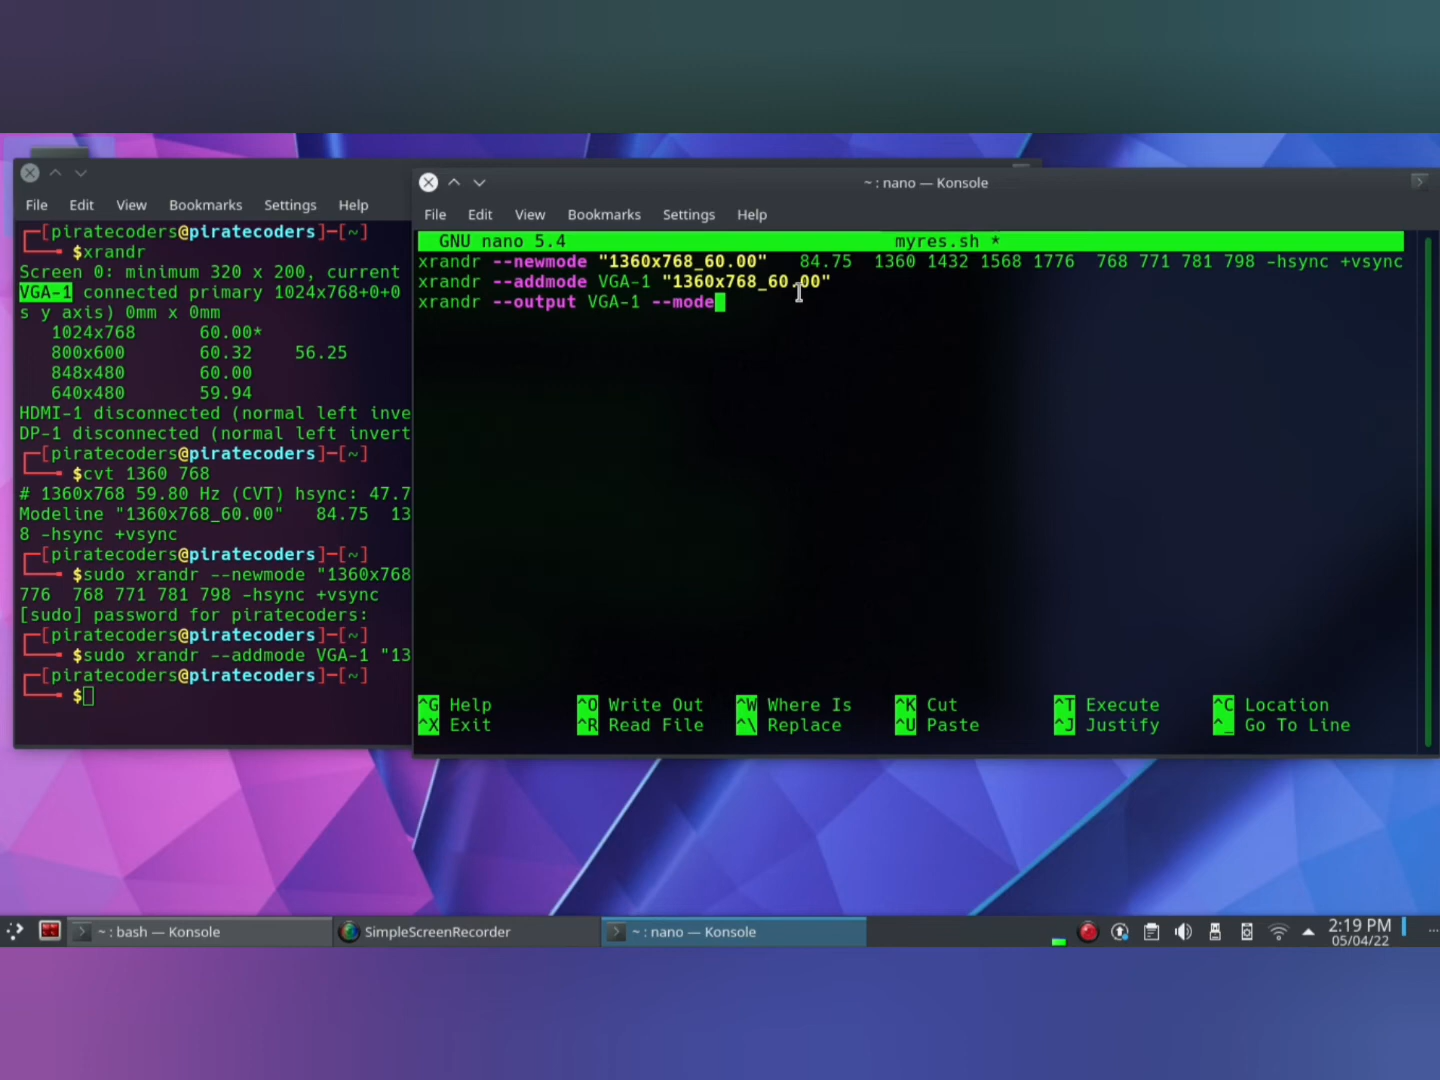 File Edit View Bookmarks Settings Help
┌─[piratecoders@piratecoders]─[~]
└──╼ $xrandr
Screen 0: minimum 320 x 200, current
VGA-1 connected primary 1024x768+0+0
s y axis) 0mm x 0mm
1024x768 60.00*
800x600 60.32 56.25
848x480 60.00
640x480 59.94
HDMI-1 disconnected (normal left inve
DP-1 disconnected (normal left invert
┌─[piratecoders@piratecoders]─[~]
└──╼ $cvt 1360 768
# 1360x768 59.80 Hz (CVT) hsync: 47.7
Modeline "1360x768_60.00" 84.75 13
8 -hsync +vsync
┌─[piratecoders@piratecoders]─[~]
└──╼ $sudo xrandr --newmode "1360x768
776 768 771 781 798 -hsync +vsync
[sudo] password for piratecoders:
┌─[piratecoders@piratecoders]─[~]
└──╼ $sudo xrandr --addmode VGA-1 "13
┌─[piratecoders@piratecoders]─[~]
└──╼ $
~ : nano — Konsole
File Edit View Bookmarks Settings Help
GNU nano 5.4 myres.sh *
xrandr --newmode "1360x768_60.00" 84.75 1360 1432 1568 1776 768 771 781 798 -hsync +vsync
xrandr --addmode VGA-1 "1360x768_60.00"
xrandr --output VGA-1 --mode
^G Help ^O Write Out ^W Where Is ^K Cut ^T Execute ^C Location
^X Exit ^R Read File ^\ Replace ^U Paste ^J Justify ^_ Go To Line
~ : bash — Konsole SimpleScreenRecorder ~ : nano — Konsole 2:19 PM
05/04/22